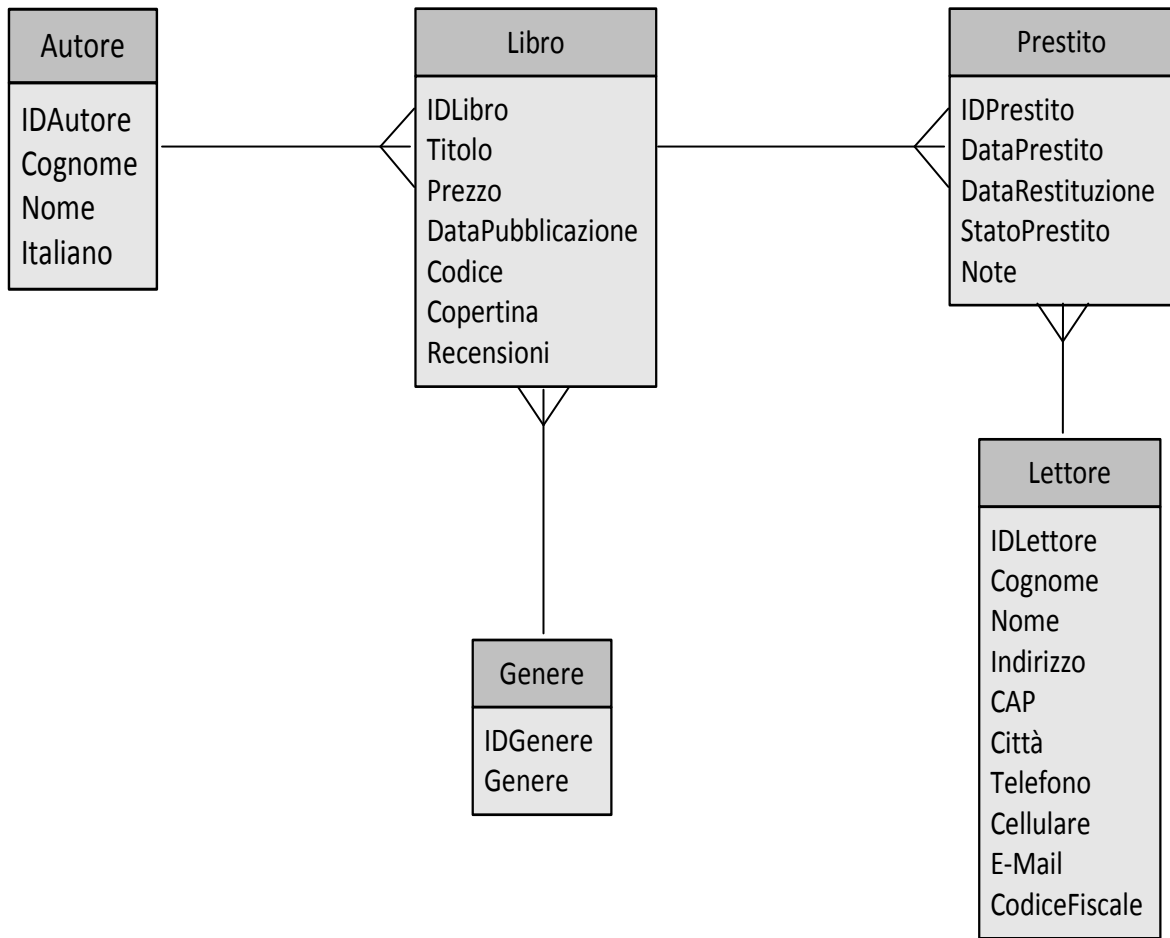 Autore
IDAutore
Cognome
Nome
Italiano
Libro
IDLibro
Titolo
Prezzo
DataPubblicazione
Codice
Copertina
Recensioni
Prestito
IDPrestito
DataPrestito
DataRestituzione
StatoPrestito
Note
Genere
IDGenere
Genere
Lettore
IDLettore
Cognome
Nome
Indirizzo
CAP
Città
Telefono
Cellulare
E-Mail
CodiceFiscale